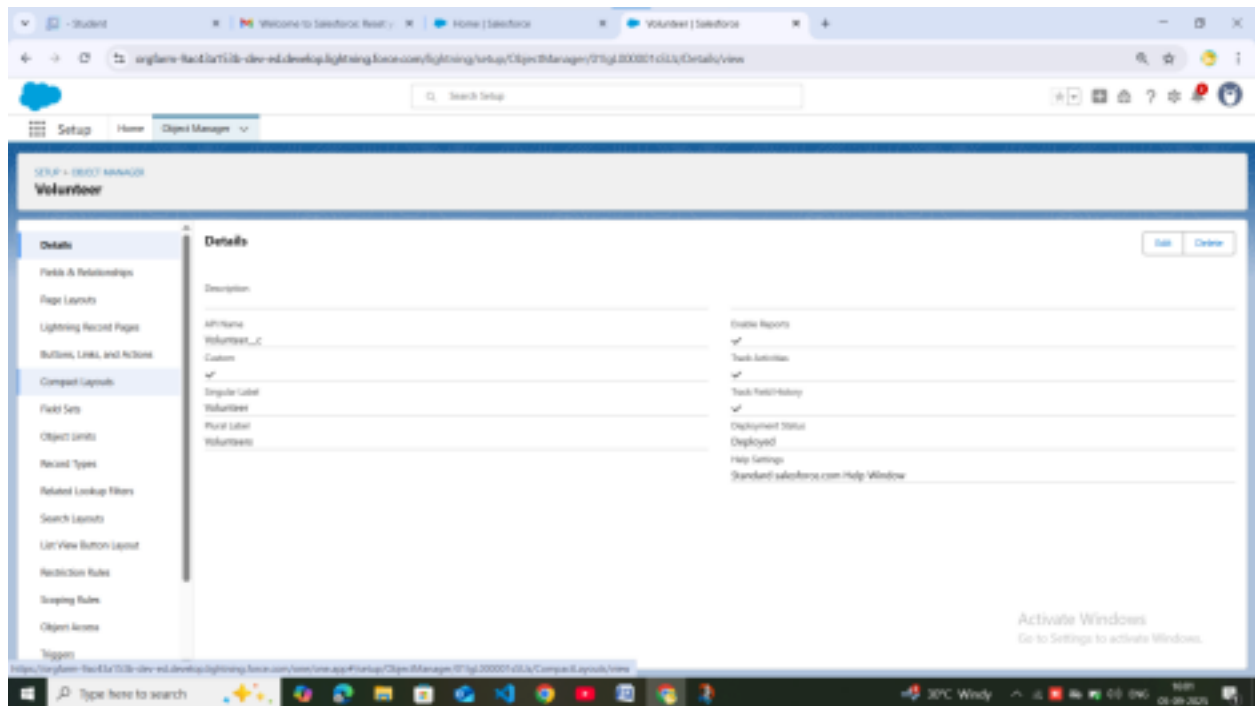 - Student
Welcome to Salesforce: Reset y
Home | Salesforce
Volunteer | Salesforce
Search Setup
Setup
Home
Object Manager
SETUP > OBJECT MANAGER
Volunteer
Details
Fields & Relationships
Page Layouts
Lightning Record Pages
Buttons, Links, and Actions
Compact Layouts
Field Sets
Object Limits
Record Types
Related Lookup Filters
Search Layouts
List View Button Layout
Restriction Rules
Scoping Rules
Object Access
Triggers
Details
Edit
Delete
Description
API Name
Volunteer__c
Custom
Singular Label
Volunteer
Plural Label
Volunteers
Enable Reports
Track Activities
Track Field History
Deployment Status
Deployed
Help Settings
Standard salesforce.com Help Window
Activate Windows
Go to Settings to activate Windows.
Type here to search
30°C Windy
ENG